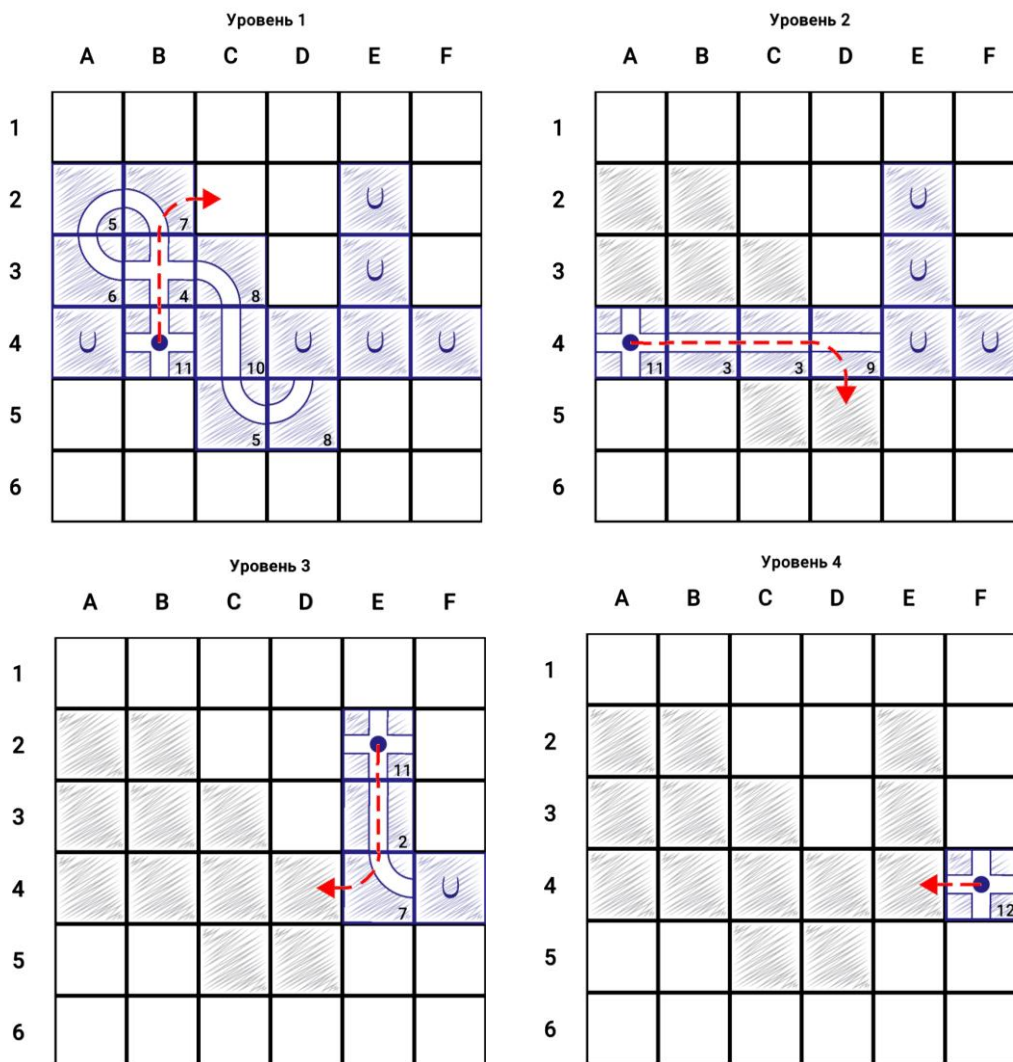 Уровень 1
A B C D E F
1
2 5 7 U
3 6 4 8 U
4 U 11 10 U U U
5 5 8
6
Уровень 2
A B C D E F
1
2 U
3 U
4 11 3 3 9 U U
5
6
Уровень 3
A B C D E F
1
2 11
3 2
4 7 U
5
6
Уровень 4
A B C D E F
1
2
3
4 12
5
6